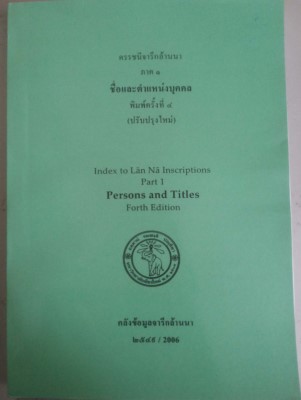 ดรรชนีจารึกล้านนา
ภาค ๑
ชื่อและตำแหน่งบุคคล
พิมพ์ครั้งที่ ๔
(ปรับปรุงใหม่)
Index to Lān Nā Inscriptions
Part 1
Persons and Titles
Forth Edition
คลังข้อมูลจารึกล้านนา
๒๕๔๙ / 2006